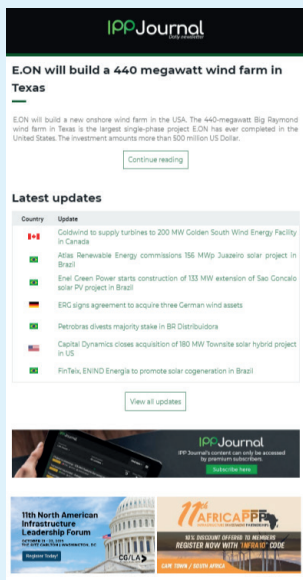 IPPJournal
Daily newsletter
E.ON will build a 440 megawatt wind farm in
Texas
E.ON will build a new onshore wind farm in the USA. The 440-megawatt Big Raymond
wind farm in Texas is the largest single-phase project E.ON has ever completed in the
United States. The investment amounts more than 500 million US Dollar.
Continue reading
Latest updates
Country Update
Goldwind to supply turbines to 200 MW Golden South Wind Energy Facility
in Canada
Atlas Renewable Energy commissions 156 MWp Juazeiro solar project in
Brazil
Enel Green Power starts construction of 133 MW extension of Sao Goncalo
solar PV project in Brazil
ERG signs agreement to acquire three German wind assets
Petrobras divests majority stake in BR Distribuidora
Capital Dynamics closes acquisition of 180 MW Townsite solar hybrid project
in US
FinTeix, ENIND Energia to promote solar cogeneration in Brazil
View all updates
IPPJournal
IPP Journal's content can only be accessed
by premium subscribers.
Subscribe here
11th North American
Infrastructure
Leadership Forum
Register Today!
CG/LA
11th
AFRICAPPP
10% DISCOUNT OFFERED TO MEMBERS
REGISTER NOW WITH "INFRA10" CODE
CAPE TOWN / SOUTH AFRICA